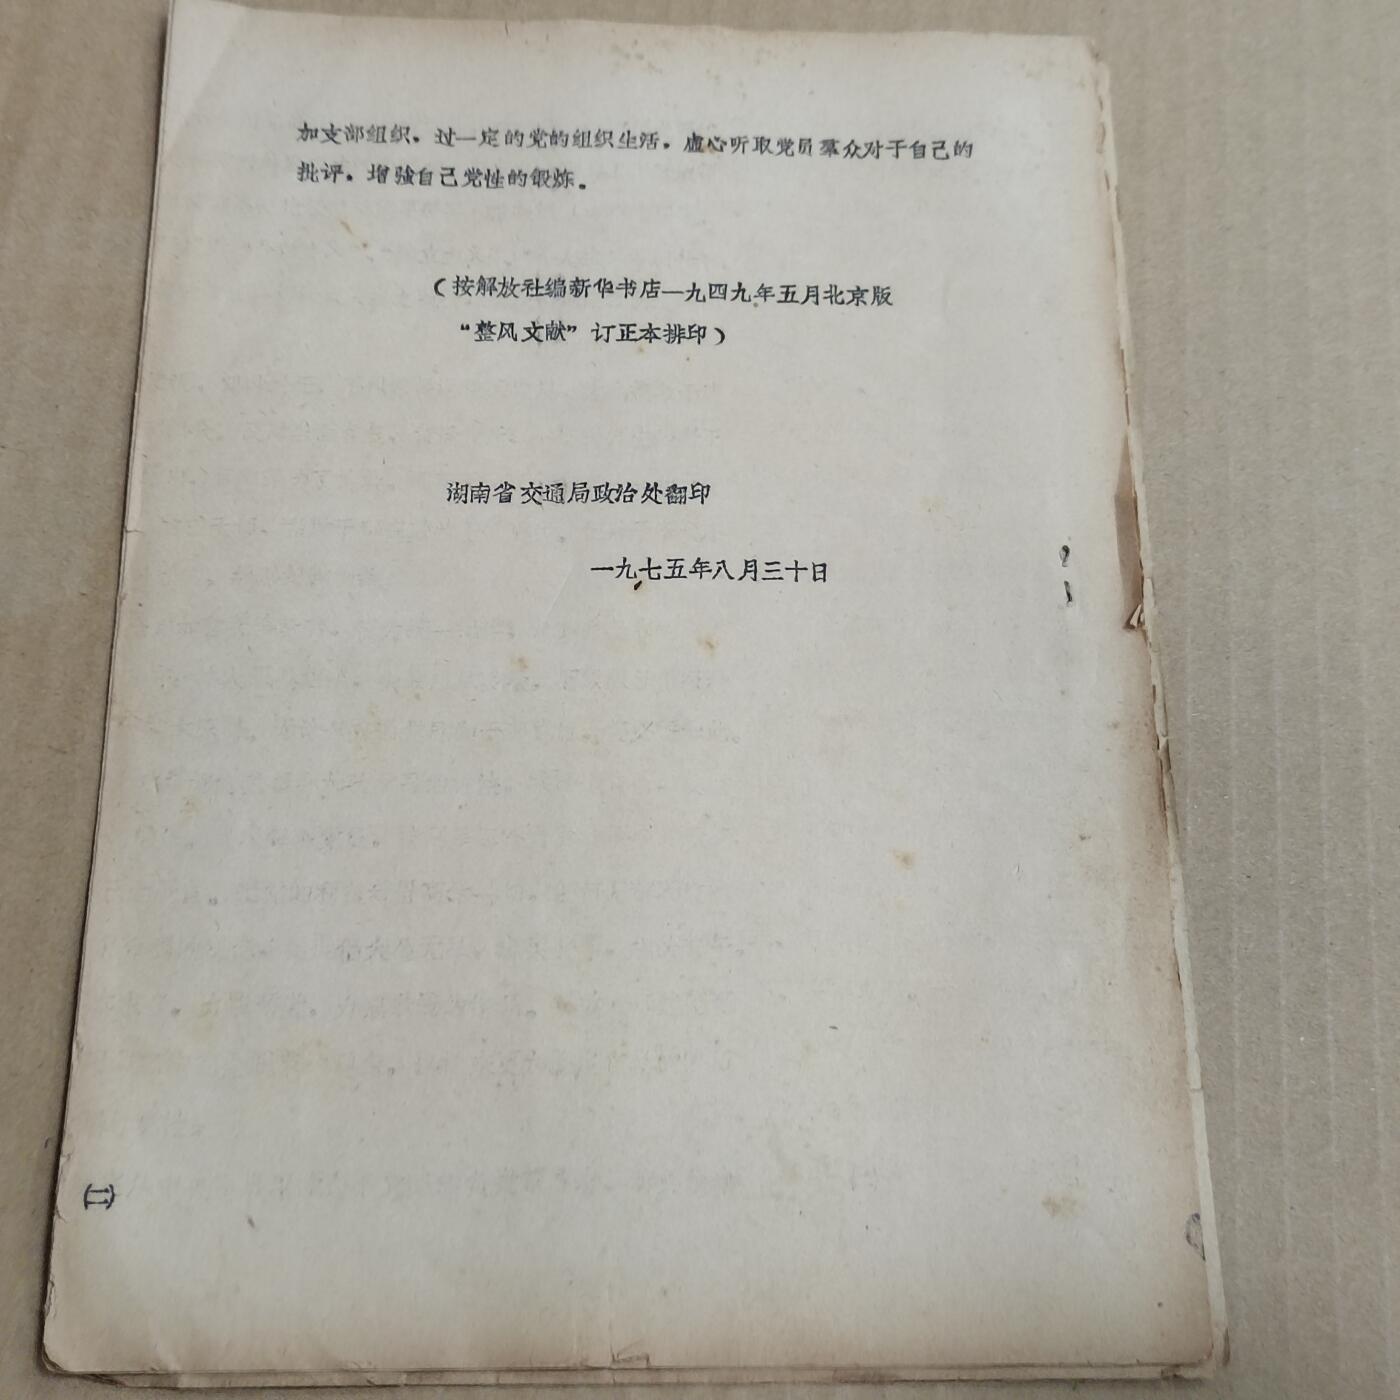 加支部组织，过一定的党的组织生活，虚心听取党员羣众对于自己的
批评，增强自己党性的锻炼。
（按解放社编新华书店一九四九年五月北京版
“整风文献”订正本排印）
湖南省交通局政治处翻印
一九七五年八月三十日